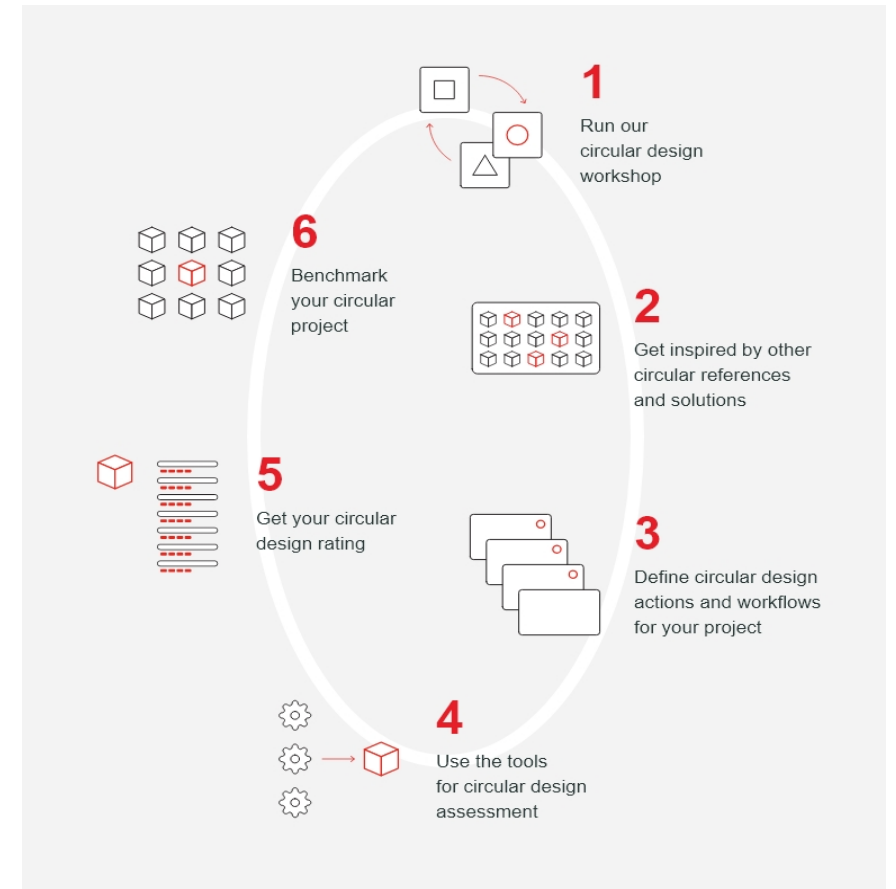 1
Run our
circular design
workshop
2
Get inspired by other
circular references
and solutions
3
Define circular design
actions and workflows
for your project
4
Use the tools
for circular design
assessment
5
Get your circular
design rating
6
Benchmark
your circular
project